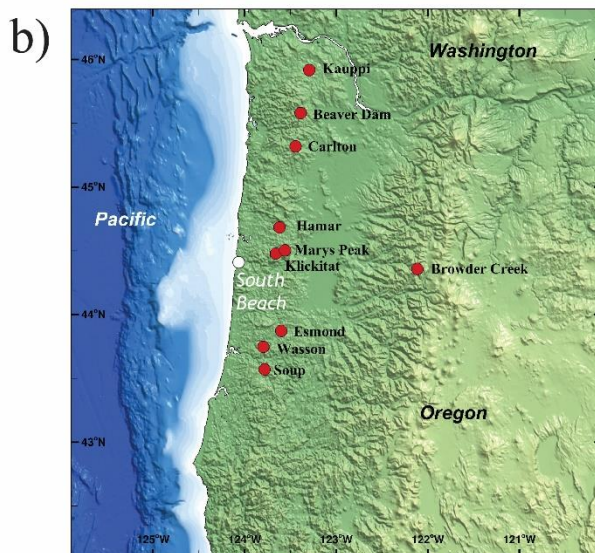 b)
Washington
46°N
Kauppi
Beaver Dam
Carlton
45°N
Pacific
Hamar
Marys Peak
Klickitat
Browder Creek
South
Beach
44°N
Esmond
Wasson
Soup
Oregon
43°N
125°W 124°W 123°W 122°W 121°W